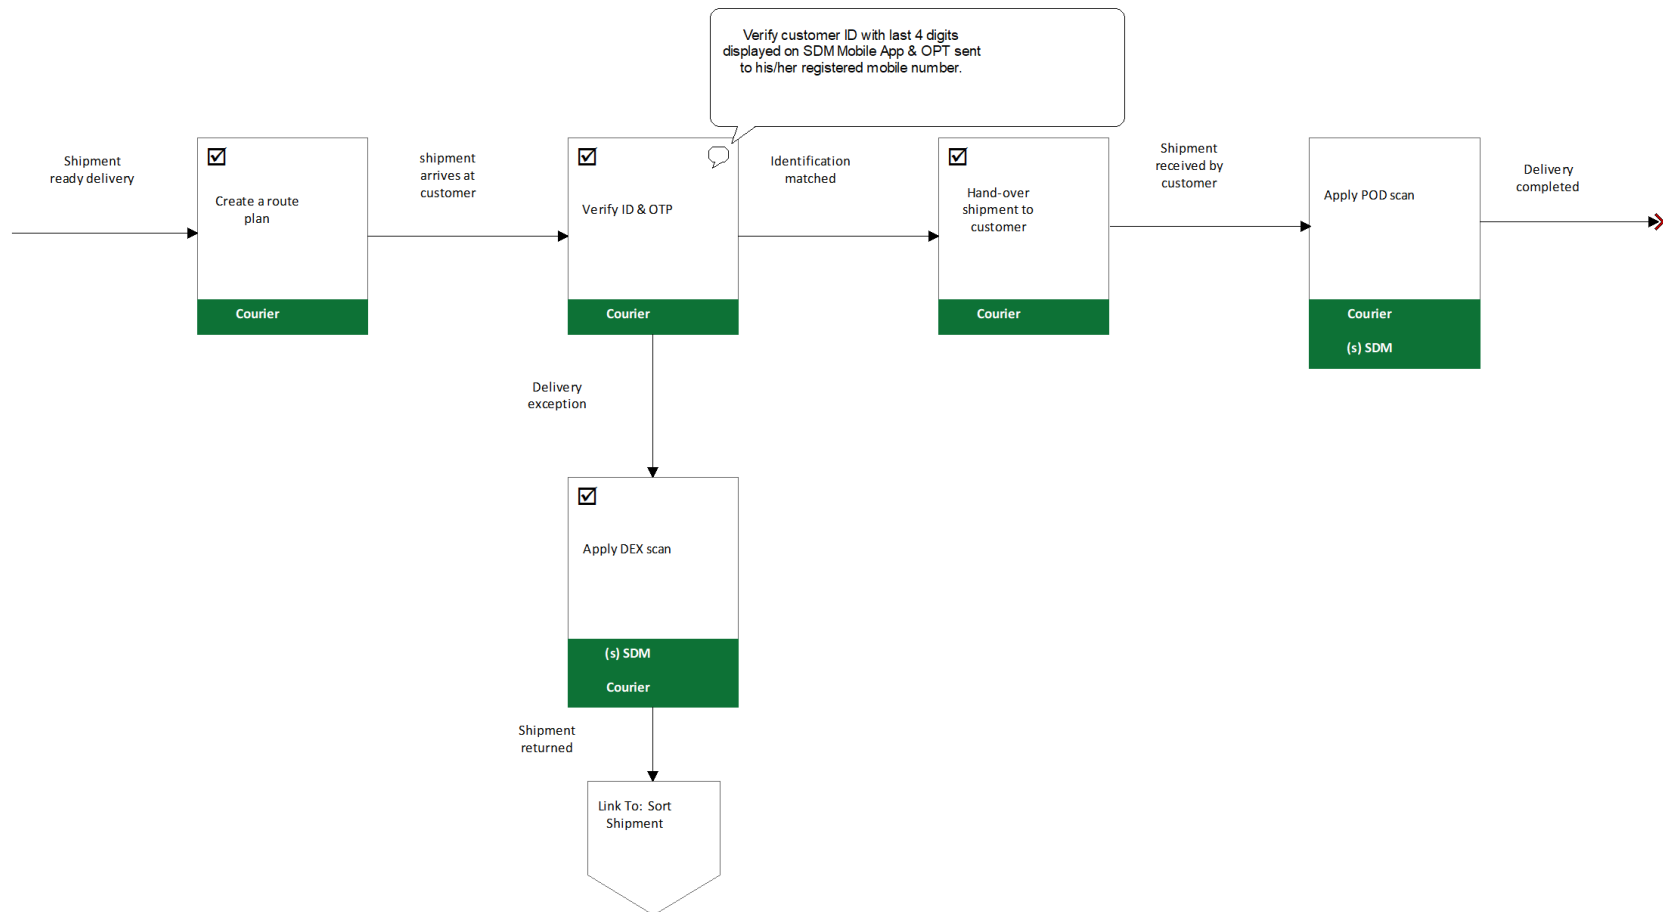 Verify customer ID with last 4 digits
displayed on SDM Mobile App & OPT sent
to his/her registered mobile number.
Shipment
ready delivery
Create a route
plan
Courier
shipment
arrives at
customer
Verify ID & OTP
Courier
Identification
matched
Hand-over
shipment to
customer
Courier
Shipment
received by
customer
Apply POD scan
Courier
(s) SDM
Delivery
completed
Delivery
exception
Apply DEX scan
(s) SDM
Courier
Shipment
returned
Link To: Sort
Shipment